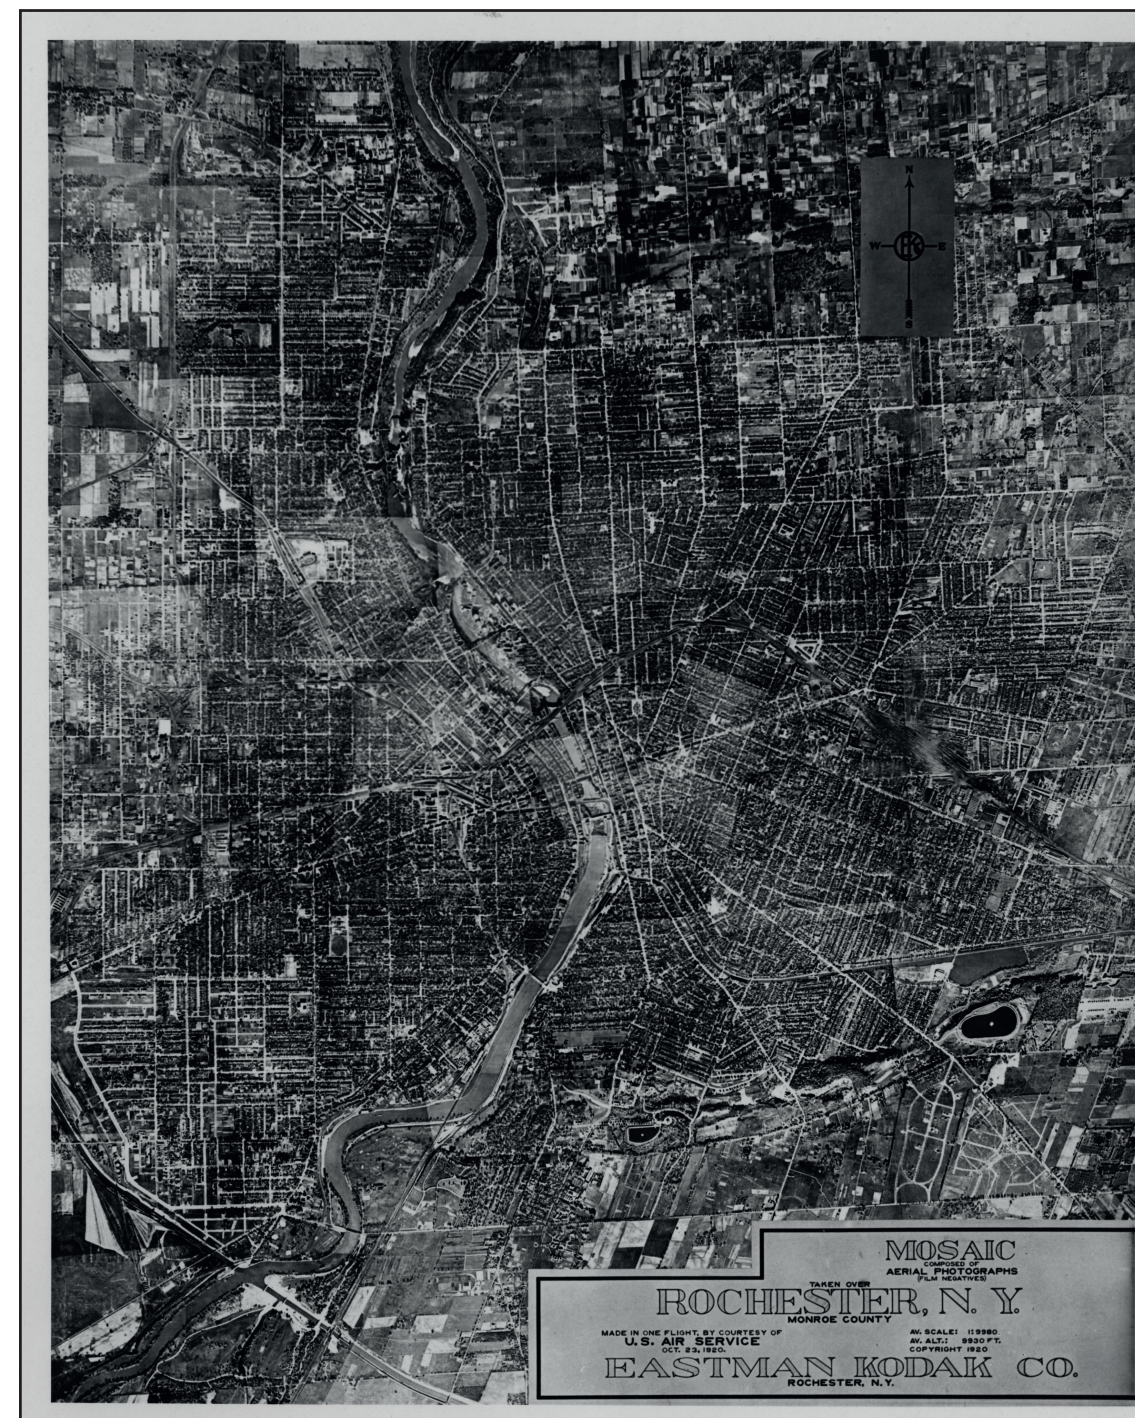 N
W E
EK
S
MOSAIC
COMPOSED OF
AERIAL PHOTOGRAPHS
(FILM NEGATIVES)
TAKEN OVER
ROCHESTER, N. Y.
MONROE COUNTY
MADE IN ONE FLIGHT, BY COURTESY OF
U.S. AIR SERVICE
OCT. 23, 1920.
AV. SCALE: 1:9980
AV. ALT.: 9930 FT.
COPYRIGHT 1920
EASTMAN KODAK CO.
ROCHESTER, N.Y.